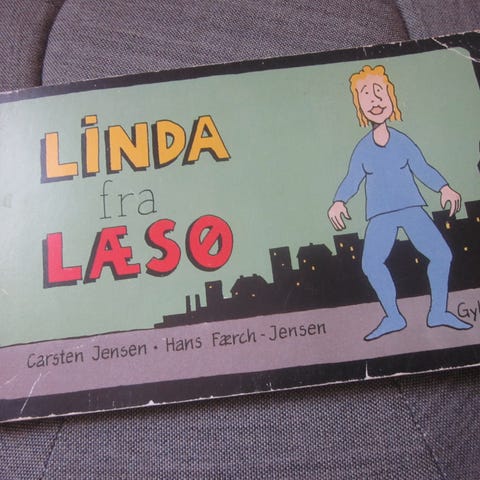 LINDA
fra
LÆSØ
Carsten Jensen • Hans Færch-Jensen